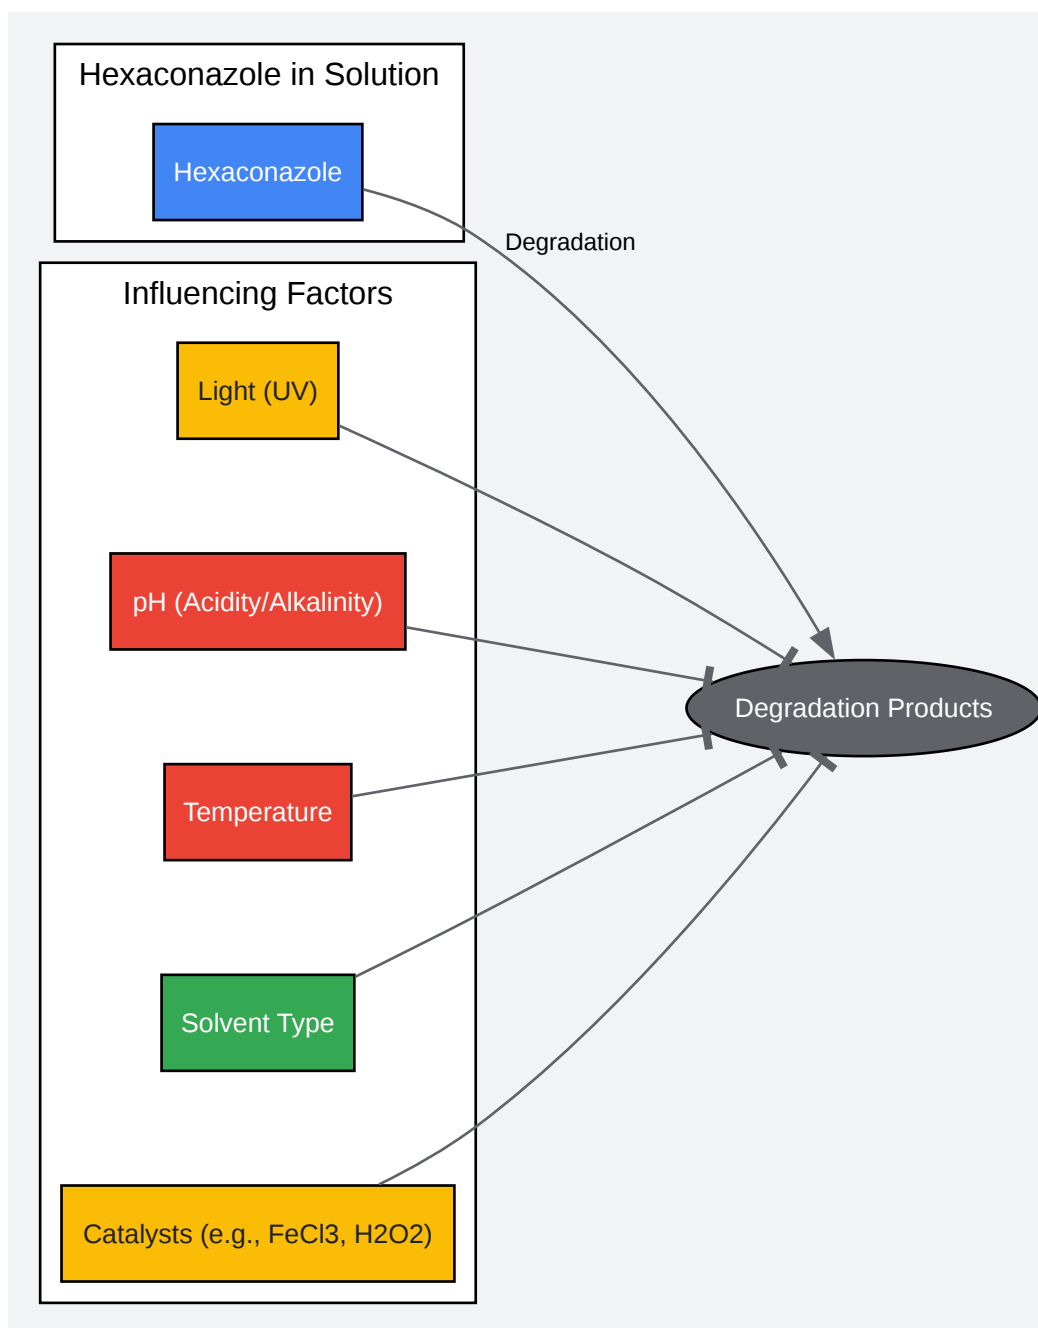 Hexaconazole in Solution
Hexaconazole
Degradation
Influencing Factors
Light (UV)
pH (Acidity/Alkalinity)
Degradation Products
Temperature
Solvent Type
Catalysts (e.g., FeCl3, H2O2)